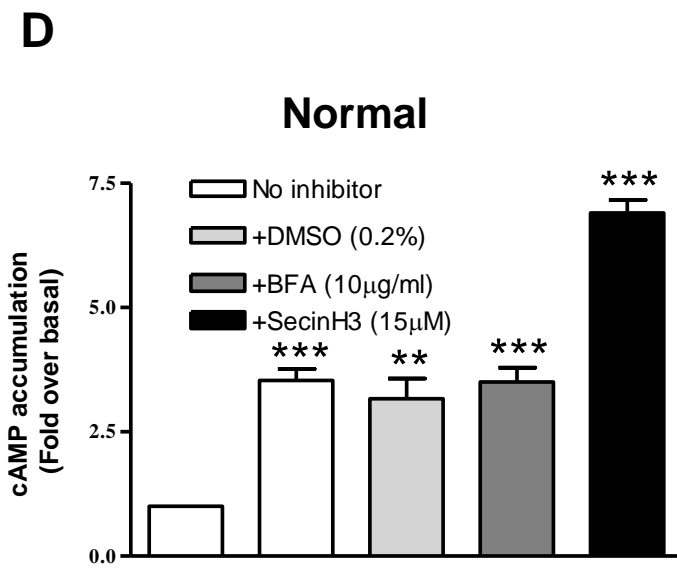 D
Normal
No inhibitor
+DMSO (0.2%)
+BFA (10μg/ml)
+SecinH3 (15μM)
cAMP accumulation
(Fold over basal)
7.5
5.0
2.5
0.0
***
**
***
***